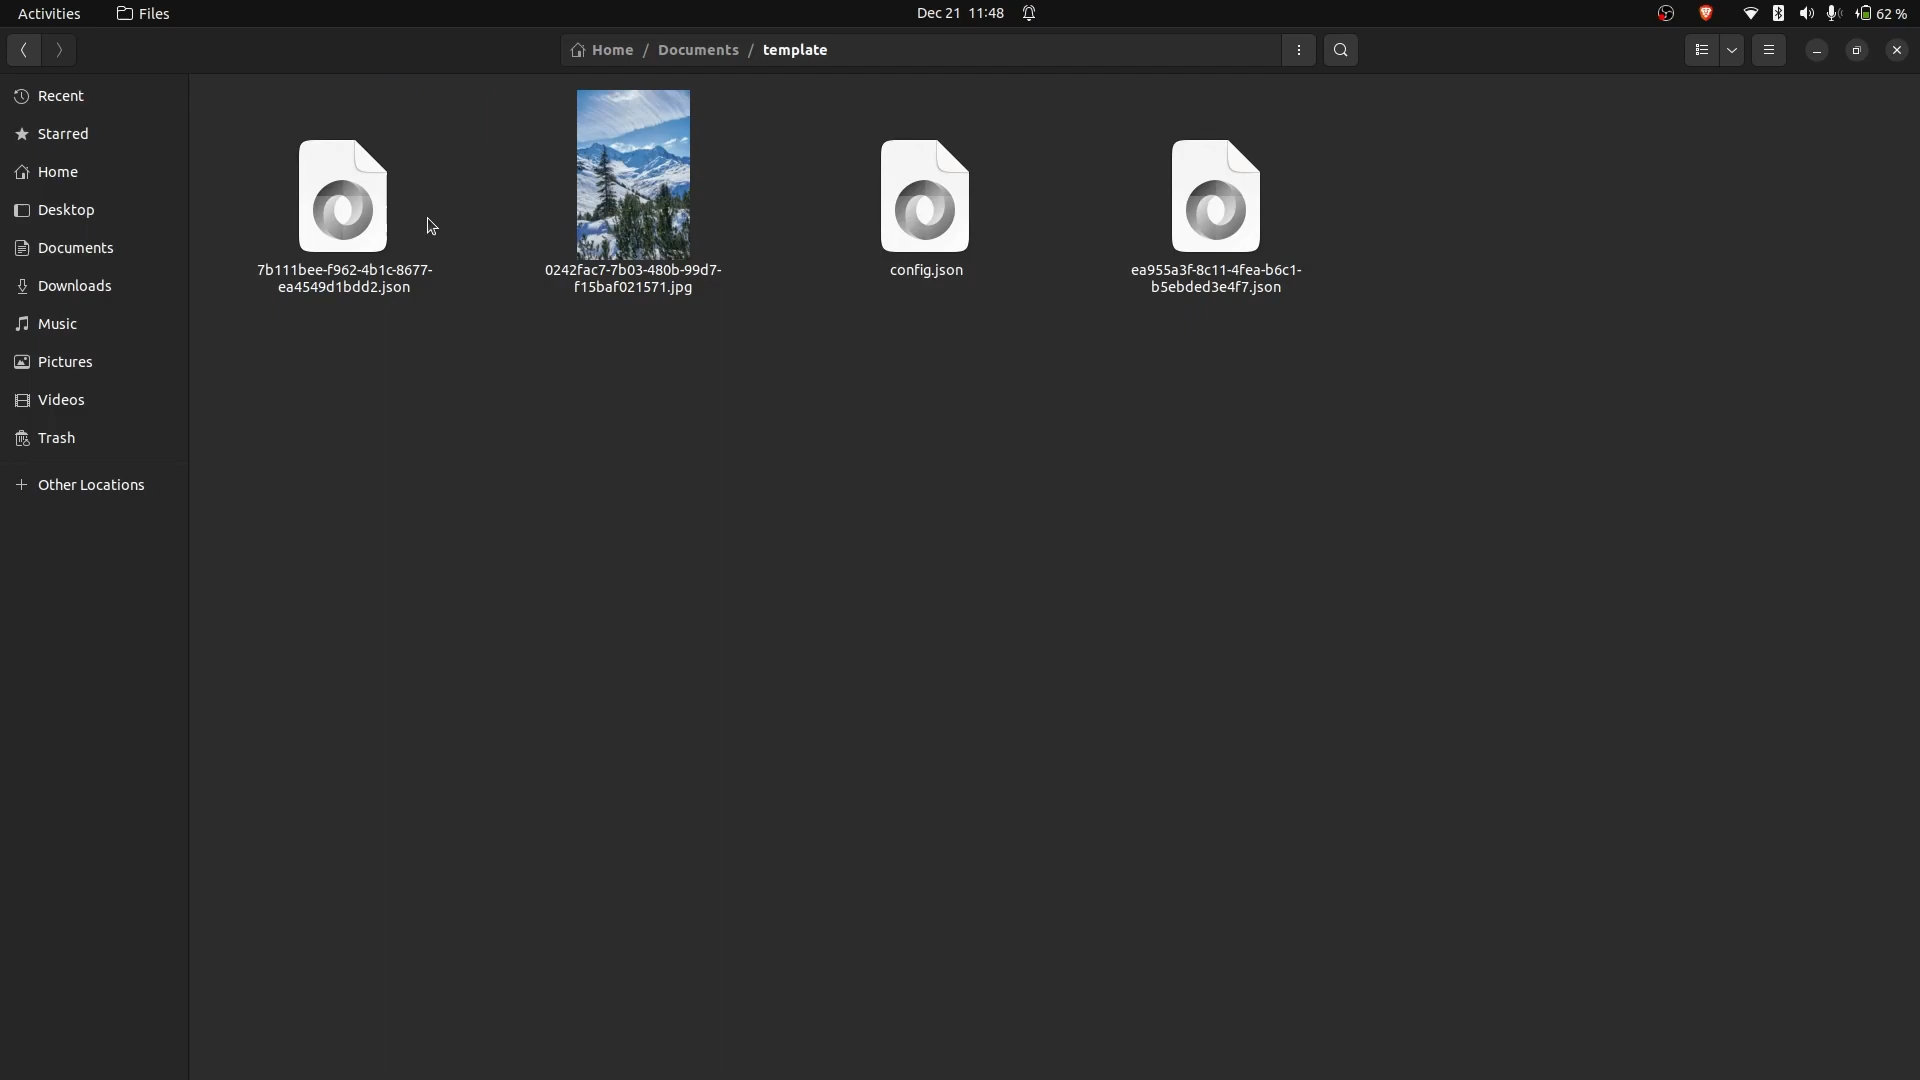 Activities
Files
Dec 21 11:48
62 %
Home / Documents / template
Recent
Starred
Home
Desktop
Documents
Downloads
Music
Pictures
Videos
Trash
Other Locations
7b111bee-f962-4b1c-8677-
ea4549d1bdd2.json
0242fac7-7b03-480b-99d7-
f15baf021571.jpg
config.json
ea955a3f-8c11-4fea-b6c1-
b5ebded3e4f7.json